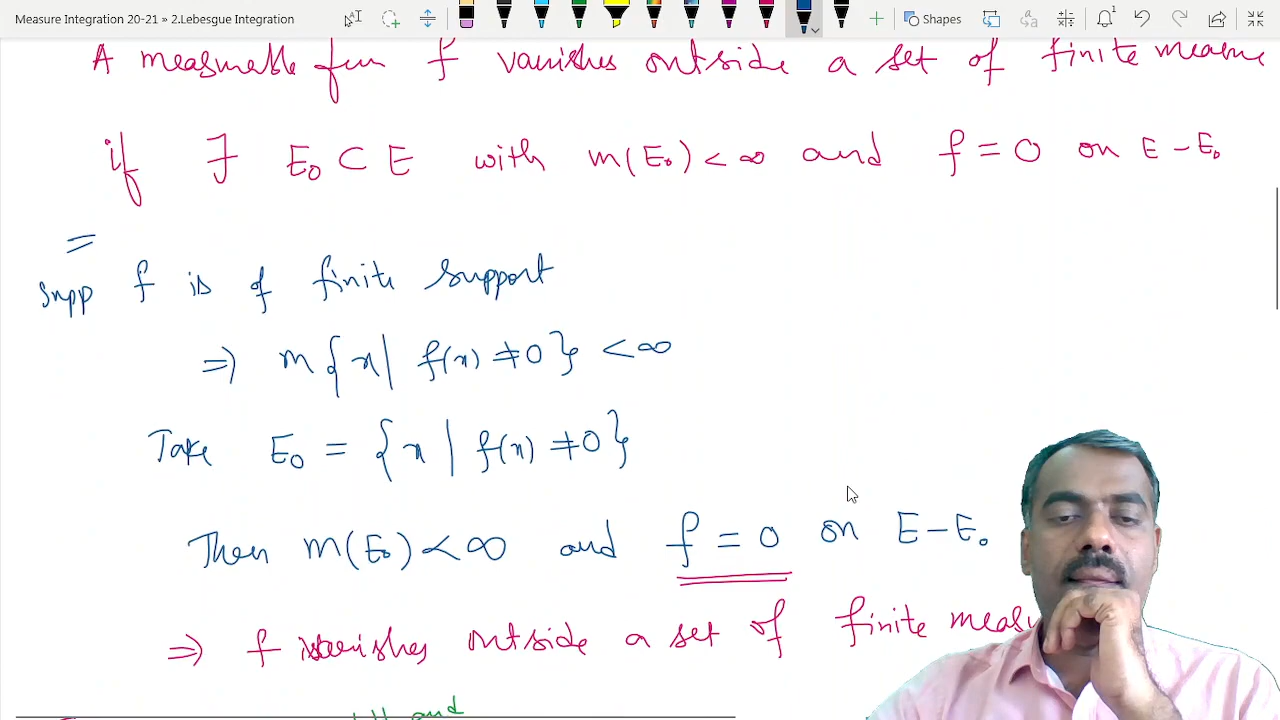 Measure Integration 20-21 » 2.Lebesgue Integration
Shapes
A measurable fun f vanishes outside a set of finite measure
if ∃ E₀ ⊂ E with m(E₀) < ∞ and f = 0 on E − E₀
=
Supp f is of finite support
⇒ m{x | f(x) ≠ 0} < ∞
Take E₀ = {x | f(x) ≠ 0}
Then m(E₀) < ∞ and f = 0 on E − E₀
⇒ f vanishes outside a set of finite measu
and